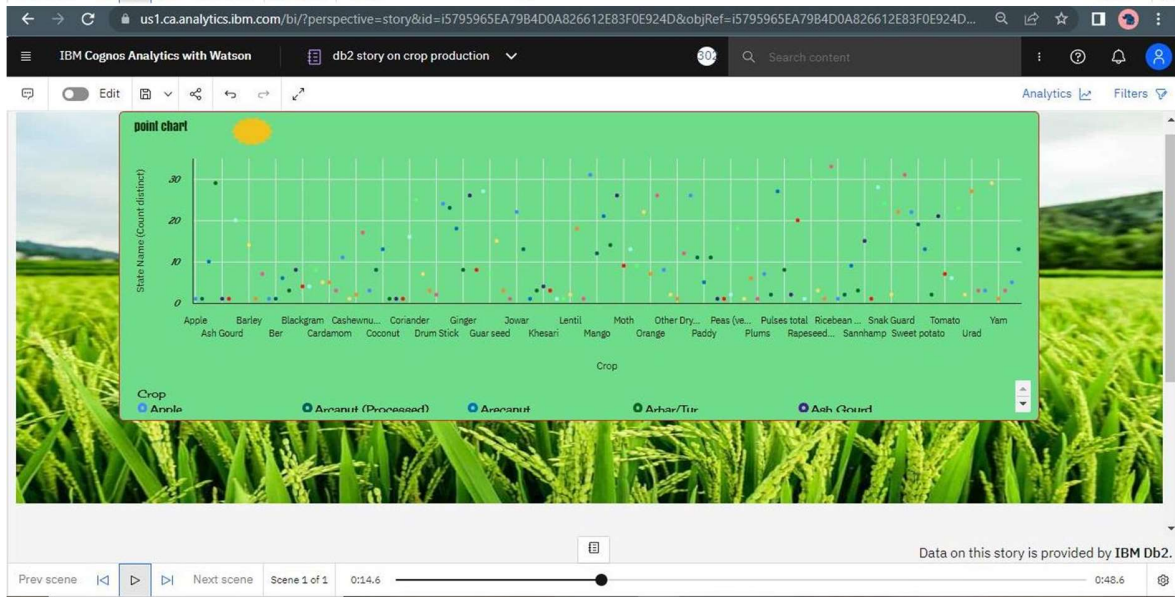 us1.ca.analytics.ibm.com/bi/?perspective=story&id=i5795965EA79B4D0A826612E83F0E924D&objRef=i5795965EA79B4D0A826612E83F0E924D...
IBM Cognos Analytics with Watson db2 story on crop production 302 Search content
Edit Analytics Filters
point chart
State Name (Count distinct)
30
20
10
0
Apple Barley Blackgram Cashewnu... Coriander Ginger Jowar Lentil Moth Other Dry... Peas (ve... Pulses total Ricebean ... Snak Guard Tomato Yam
Ash Gourd Ber Cardamom Coconut Drum Stick Guar seed Khesari Mango Orange Paddy Plums Rapeseed... Sannhamp Sweet potato Urad
Crop
Crop
Apple Arcanut (Processed) Arecanut Arhar/Tur Ash Gourd
Data on this story is provided by IBM Db2.
Prev scene Next scene Scene 1 of 1 0:14.6 0:48.6